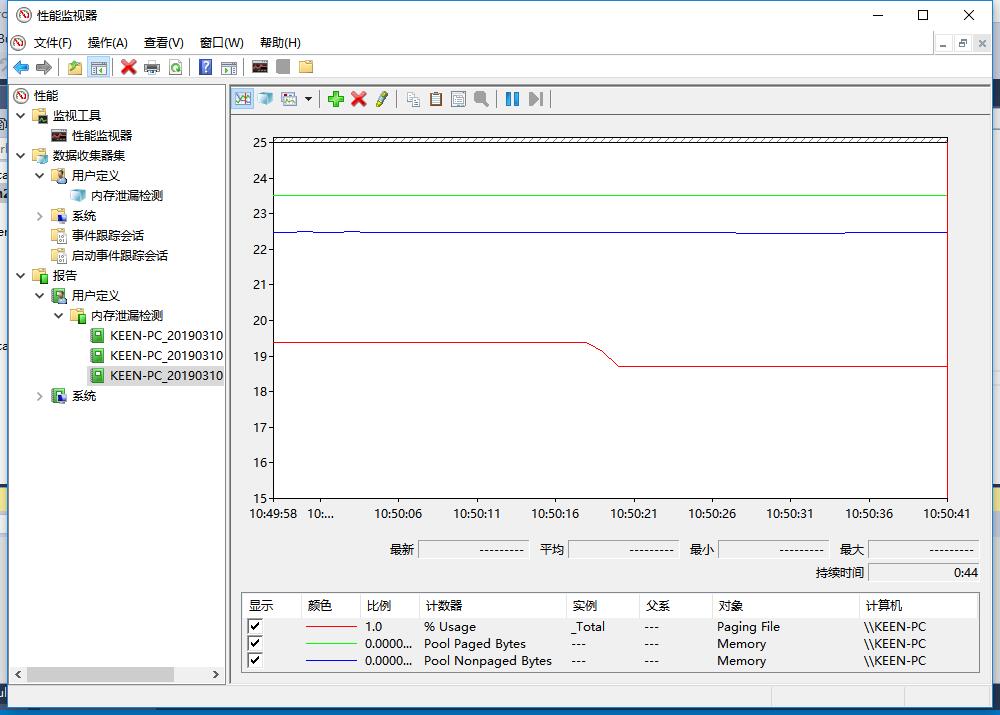 性能监视器
文件(F) 操作(A) 查看(V) 窗口(W) 帮助(H)
性能
监视工具
性能监视器
数据收集器集
用户定义
内存泄漏检测
系统
事件跟踪会话
启动事件跟踪会话
报告
用户定义
内存泄漏检测
KEEN-PC_20190310
KEEN-PC_20190310
KEEN-PC_20190310
系统
25
24
23
22
21
20
19
18
17
16
15
10:49:58 10:... 10:50:06 10:50:11 10:50:16 10:50:21 10:50:26 10:50:31 10:50:36 10:50:41
最新 --------- 平均 --------- 最小 --------- 最大 ---------
持续时间 0:44
显示 颜色 比例 计数器 实例 父系 对象 计算机
1.0 % Usage _Total --- Paging File \\KEEN-PC
0.0000... Pool Paged Bytes --- --- Memory \\KEEN-PC
0.0000... Pool Nonpaged Bytes --- --- Memory \\KEEN-PC